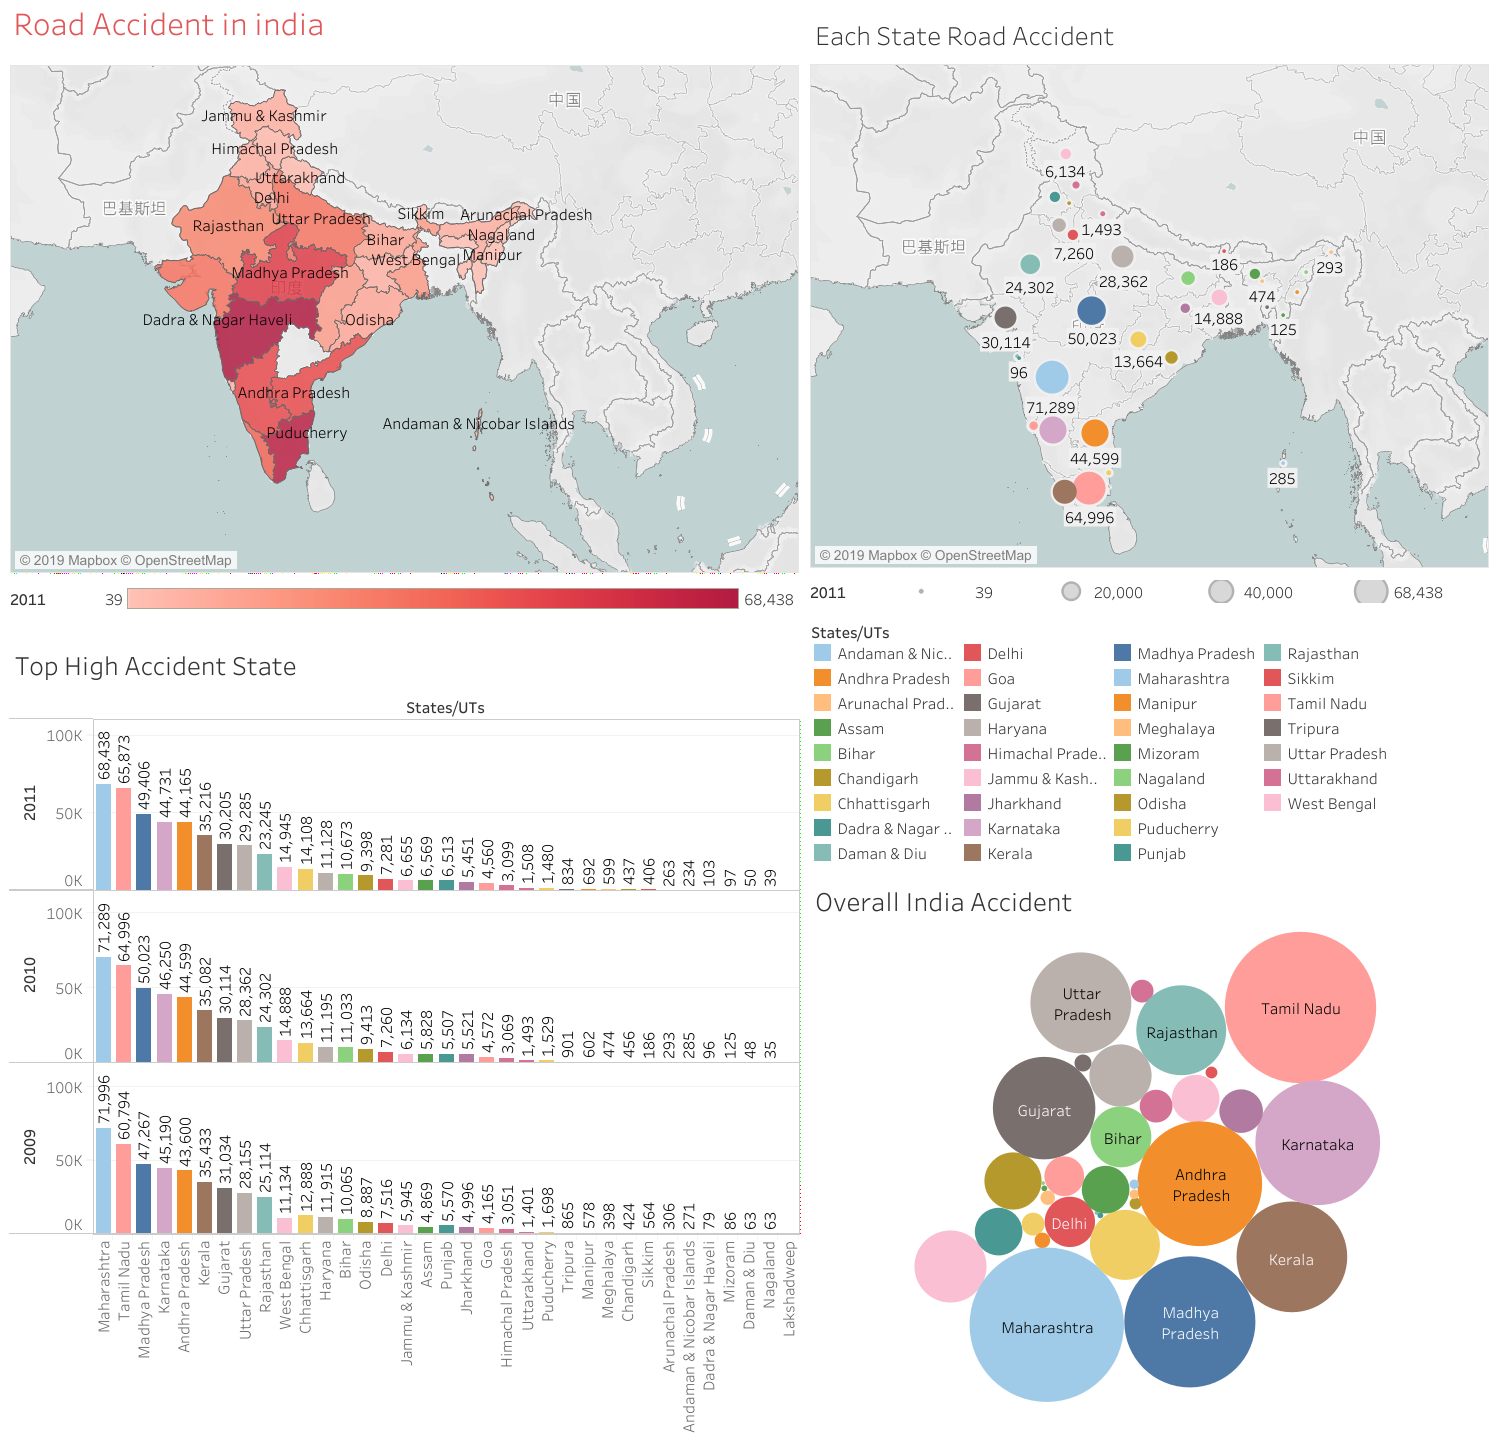 Road Accident in india
Jammu & Kashmir
Himachal Pradesh
Uttarakhand
Delhi
Rajasthan
Uttar Pradesh
Sikkim
Arunachal Pradesh
Nagaland
Bihar
West Bengal
Manipur
Madhya Pradesh
印度
Dadra & Nagar Haveli
Odisha
Andhra Pradesh
Andaman & Nicobar Islands
Puducherry
中国
巴基斯坦
© 2019 Mapbox © OpenStreetMap
2011
39
68,438
Each State Road Accident
中国
巴基斯坦
6,134
1,493
7,260
186
293
24,302
28,362
474
14,888
125
30,114
50,023
13,664
96
71,289
44,599
285
64,996
© 2019 Mapbox © OpenStreetMap
2011
39
20,000
40,000
68,438
States/UTs
Andaman & Nic..
Andhra Pradesh
Arunachal Prad..
Assam
Bihar
Chandigarh
Chhattisgarh
Dadra & Nagar ..
Daman & Diu
Delhi
Goa
Gujarat
Haryana
Himachal Prade..
Jammu & Kash..
Jharkhand
Karnataka
Kerala
Madhya Pradesh
Maharashtra
Manipur
Meghalaya
Mizoram
Nagaland
Odisha
Puducherry
Punjab
Rajasthan
Sikkim
Tamil Nadu
Tripura
Uttar Pradesh
Uttarakhand
West Bengal
Top High Accident State
States/UTs
2011
100K
50K
0K
68,438
65,873
49,406
44,731
44,165
35,216
30,205
29,285
23,245
14,945
14,108
11,128
10,673
9,398
7,281
6,655
6,569
6,513
5,451
4,560
3,099
1,508
1,480
834
692
599
437
406
263
234
103
97
50
39
2010
100K
50K
0K
71,289
64,996
50,023
46,250
44,599
35,082
30,114
28,362
24,302
14,888
13,664
11,195
11,033
9,413
7,260
6,134
5,828
5,507
5,521
4,572
3,069
1,493
1,529
901
602
474
456
186
293
285
96
125
48
35
2009
100K
50K
0K
71,996
60,794
47,267
45,190
43,600
35,433
31,034
28,155
25,114
11,134
12,888
11,915
10,065
8,887
7,516
5,945
4,869
5,570
4,996
4,165
3,051
1,401
1,698
865
578
398
424
564
306
271
79
86
63
63
Maharashtra
Tamil Nadu
Madhya Pradesh
Karnataka
Andhra Pradesh
Kerala
Gujarat
Uttar Pradesh
Rajasthan
West Bengal
Chhattisgarh
Haryana
Bihar
Odisha
Delhi
Jammu & Kashmir
Assam
Punjab
Jharkhand
Goa
Himachal Pradesh
Uttarakhand
Puducherry
Tripura
Manipur
Meghalaya
Chandigarh
Sikkim
Arunachal Pradesh
Andaman & Nicobar Islands
Dadra & Nagar Haveli
Mizoram
Daman & Diu
Nagaland
Lakshadweep
Overall India Accident
Uttar
Pradesh
Rajasthan
Tamil Nadu
Gujarat
Bihar
Karnataka
Andhra
Pradesh
Delhi
Kerala
Maharashtra
Madhya
Pradesh